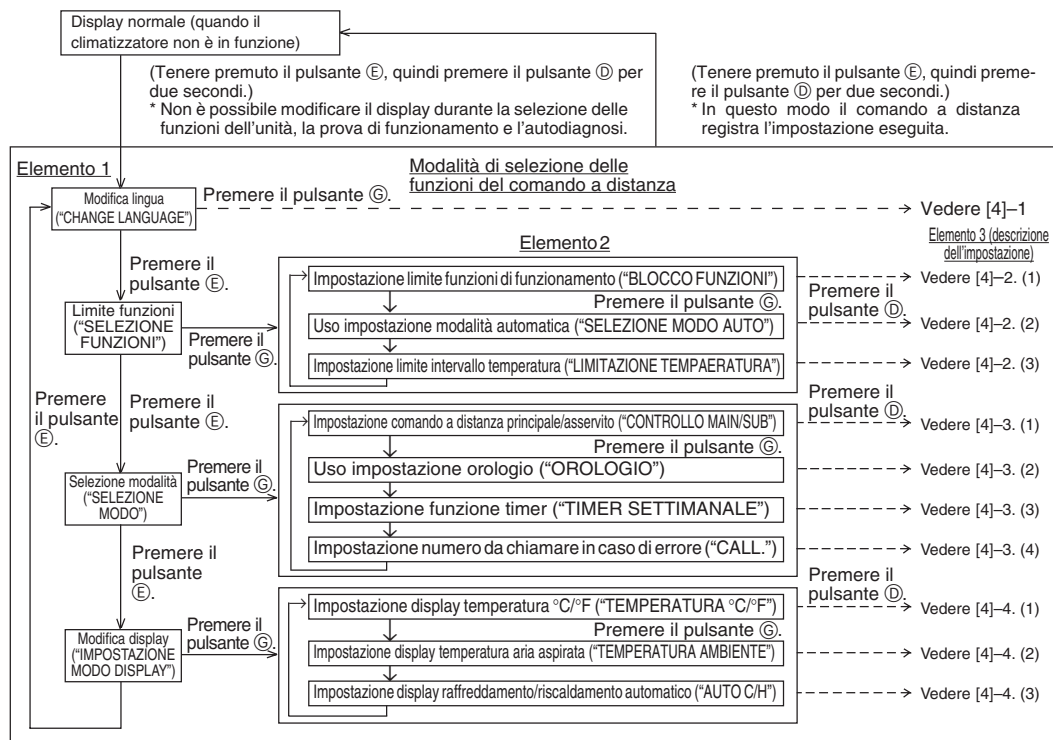 Display normale (quando il
climatizzatore non è in funzione)
(Tenere premuto il pulsante Ⓔ, quindi premere il pulsante Ⓓ per
due secondi.)
* Non è possibile modificare il display durante la selezione delle
funzioni dell'unità, la prova di funzionamento e l'autodiagnosi.
(Tenere premuto il pulsante Ⓔ, quindi preme-
re il pulsante Ⓓ per due secondi.)
* In questo modo il comando a distanza
registra l'impostazione eseguita.
Elemento 1
Modalità di selezione delle
funzioni del comando a distanza
Modifica lingua
("CHANGE LANGUAGE")
Premere il pulsante Ⓖ.
Vedere [4]–1
Elemento 3 (descrizione
dell'impostazione)
Elemento 2
Premere il
pulsante
Ⓔ.
Limite funzioni
("SELEZIONE
FUNZIONI")
Premere il
pulsante Ⓖ.
Impostazione limite funzioni di funzionamento ("BLOCCO FUNZIONI")
Vedere [4]–2. (1)
Premere il pulsante Ⓖ.
Premere il
pulsante Ⓓ.
Uso impostazione modalità automatica ("SELEZIONE MODO AUTO")
Vedere [4]–2. (2)
Impostazione limite intervallo temperatura ("LIMITAZIONE TEMPAERATURA")
Vedere [4]–2. (3)
Premere
il pulsante
Ⓔ.
Premere il
pulsante
Ⓔ.
Selezione modalità
("SELEZIONE
MODO")
Premere il
pulsante Ⓖ.
Premere il
pulsante Ⓓ.
Impostazione comando a distanza principale/asservito ("CONTROLLO MAIN/SUB")
Vedere [4]–3. (1)
Premere il pulsante Ⓖ.
Uso impostazione orologio ("OROLOGIO")
Vedere [4]–3. (2)
Impostazione funzione timer ("TIMER SETTIMANALE")
Vedere [4]–3. (3)
Impostazione numero da chiamare in caso di errore ("CALL.")
Vedere [4]–3. (4)
Premere il
pulsante
Ⓔ.
Modifica display
("IMPOSTAZIONE
MODO DISPLAY")
Premere il
pulsante Ⓖ.
Premere il
pulsante Ⓓ.
Impostazione display temperatura °C/°F ("TEMPERATURA °C/°F")
Vedere [4]–4. (1)
Premere il pulsante Ⓖ.
Impostazione display temperatura aria aspirata ("TEMPERATURA AMBIENTE")
Vedere [4]–4. (2)
Impostazione display raffreddamento/riscaldamento automatico ("AUTO C/H")
Vedere [4]–4. (3)